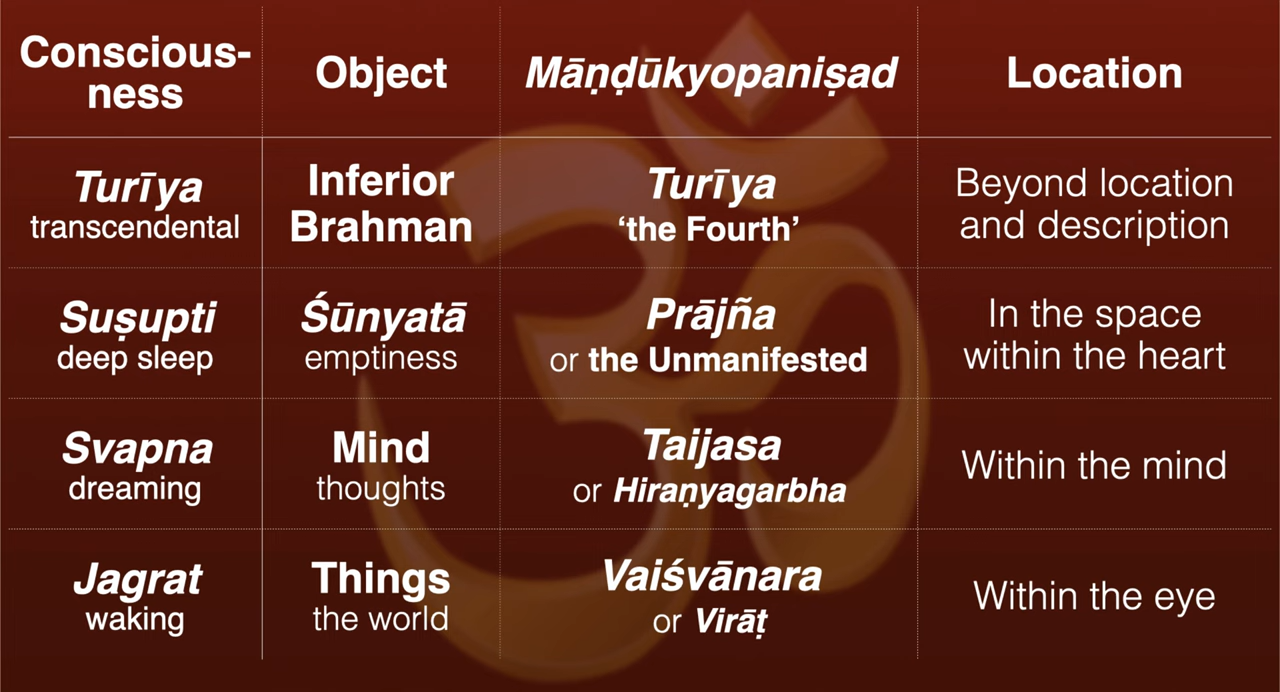 Conscious-
ness
Object
Māṇḍūkyopaniṣad
Location
Turīya
transcendental
Inferior
Brahman
Turīya
‘the Fourth’
Beyond location
and description
Suṣupti
deep sleep
Śūnyatā
emptiness
Prājña
or the Unmanifested
In the space
within the heart
Svapna
dreaming
Mind
thoughts
Taijasa
or Hiraṇyagarbha
Within the mind
Jagrat
waking
Things
the world
Vaiśvānara
or Virāṭ
Within the eye
ॐ